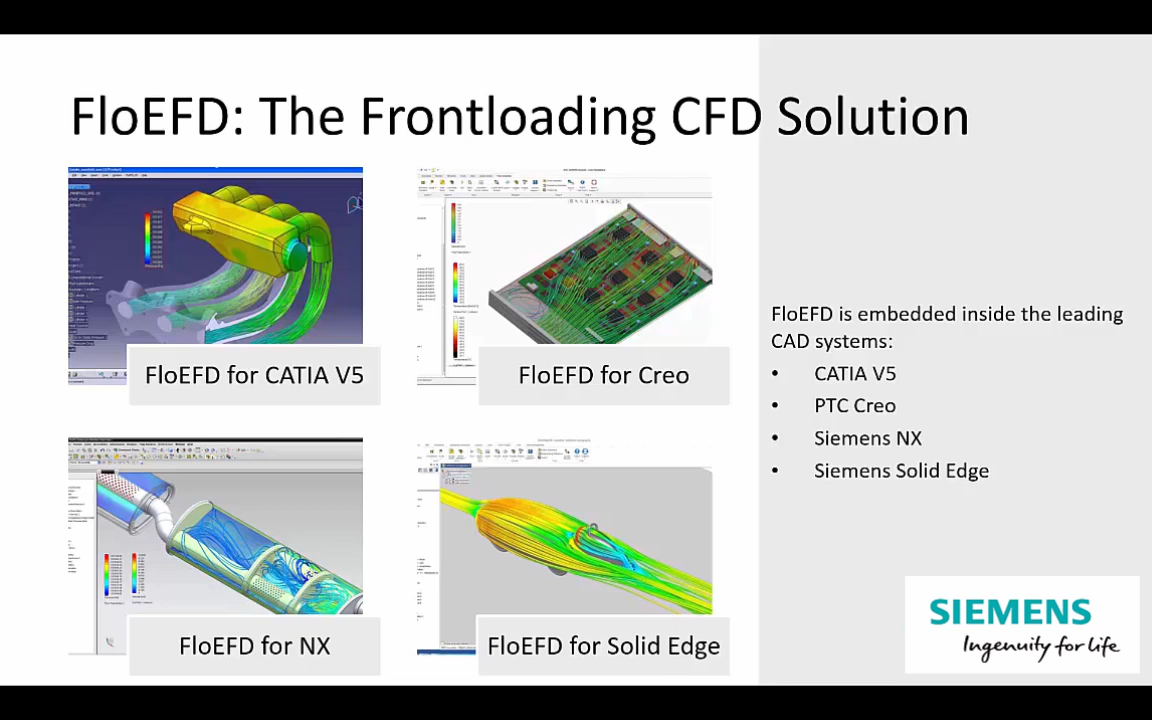 FloEFD: The Frontloading CFD Solution
FloEFD for CATIA V5
FloEFD for Creo
FloEFD for NX
FloEFD for Solid Edge
FloEFD is embedded inside the leading
CAD systems:
• CATIA V5
• PTC Creo
• Siemens NX
• Siemens Solid Edge
SIEMENS
Ingenuity for life